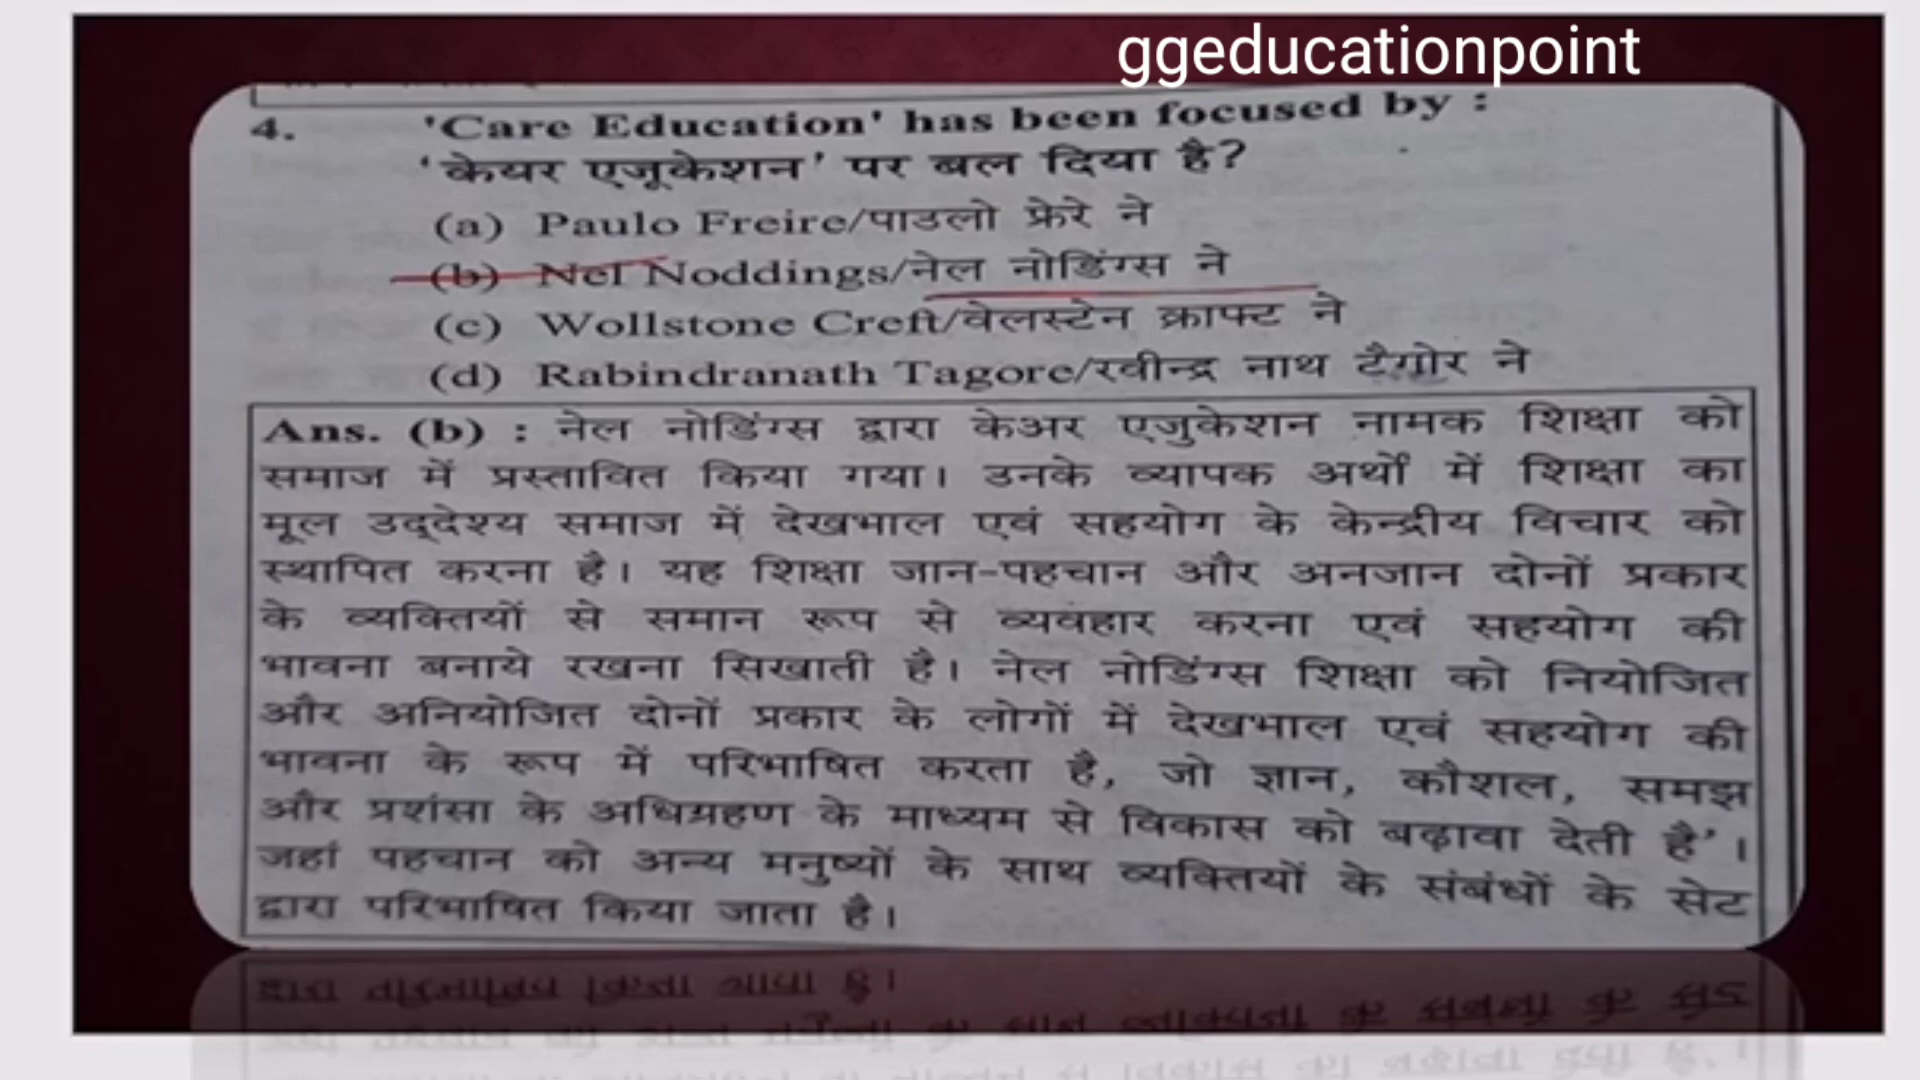 ggeducationpoint
4. 'Care Education' has been focused by :
'केयर एजूकेशन' पर बल दिया है?
(a) Paulo Freire/पाउलो फ्रेरे ने
(b) Nel Noddings/नेल नोडिंग्स ने
(c) Wollstone Creft/वेलस्टेन क्राफ्ट ने
(d) Rabindranath Tagore/रवीन्द्र नाथ टैगोर ने
Ans. (b) : नेल नोडिंग्स द्वारा केअर एजुकेशन नामक शिक्षा को
समाज में प्रस्तावित किया गया। उनके व्यापक अर्थों में शिक्षा का
मूल उद्देश्य समाज में देखभाल एवं सहयोग के केन्द्रीय विचार को
स्थापित करना है। यह शिक्षा जान-पहचान और अनजान दोनों प्रकार
के व्यक्तियों से समान रूप से व्यवहार करना एवं सहयोग की
भावना बनाये रखना सिखाती है। नेल नोडिंग्स शिक्षा को नियोजित
और अनियोजित दोनों प्रकार के लोगों में देखभाल एवं सहयोग की
भावना के रूप में परिभाषित करता है, जो ज्ञान, कौशल, समझ
और प्रशंसा के अधिग्रहण के माध्यम से विकास को बढ़ावा देती है'।
जहां पहचान को अन्य मनुष्यों के साथ व्यक्तियों के संबंधों के सेट
द्वारा परिभाषित किया जाता है।